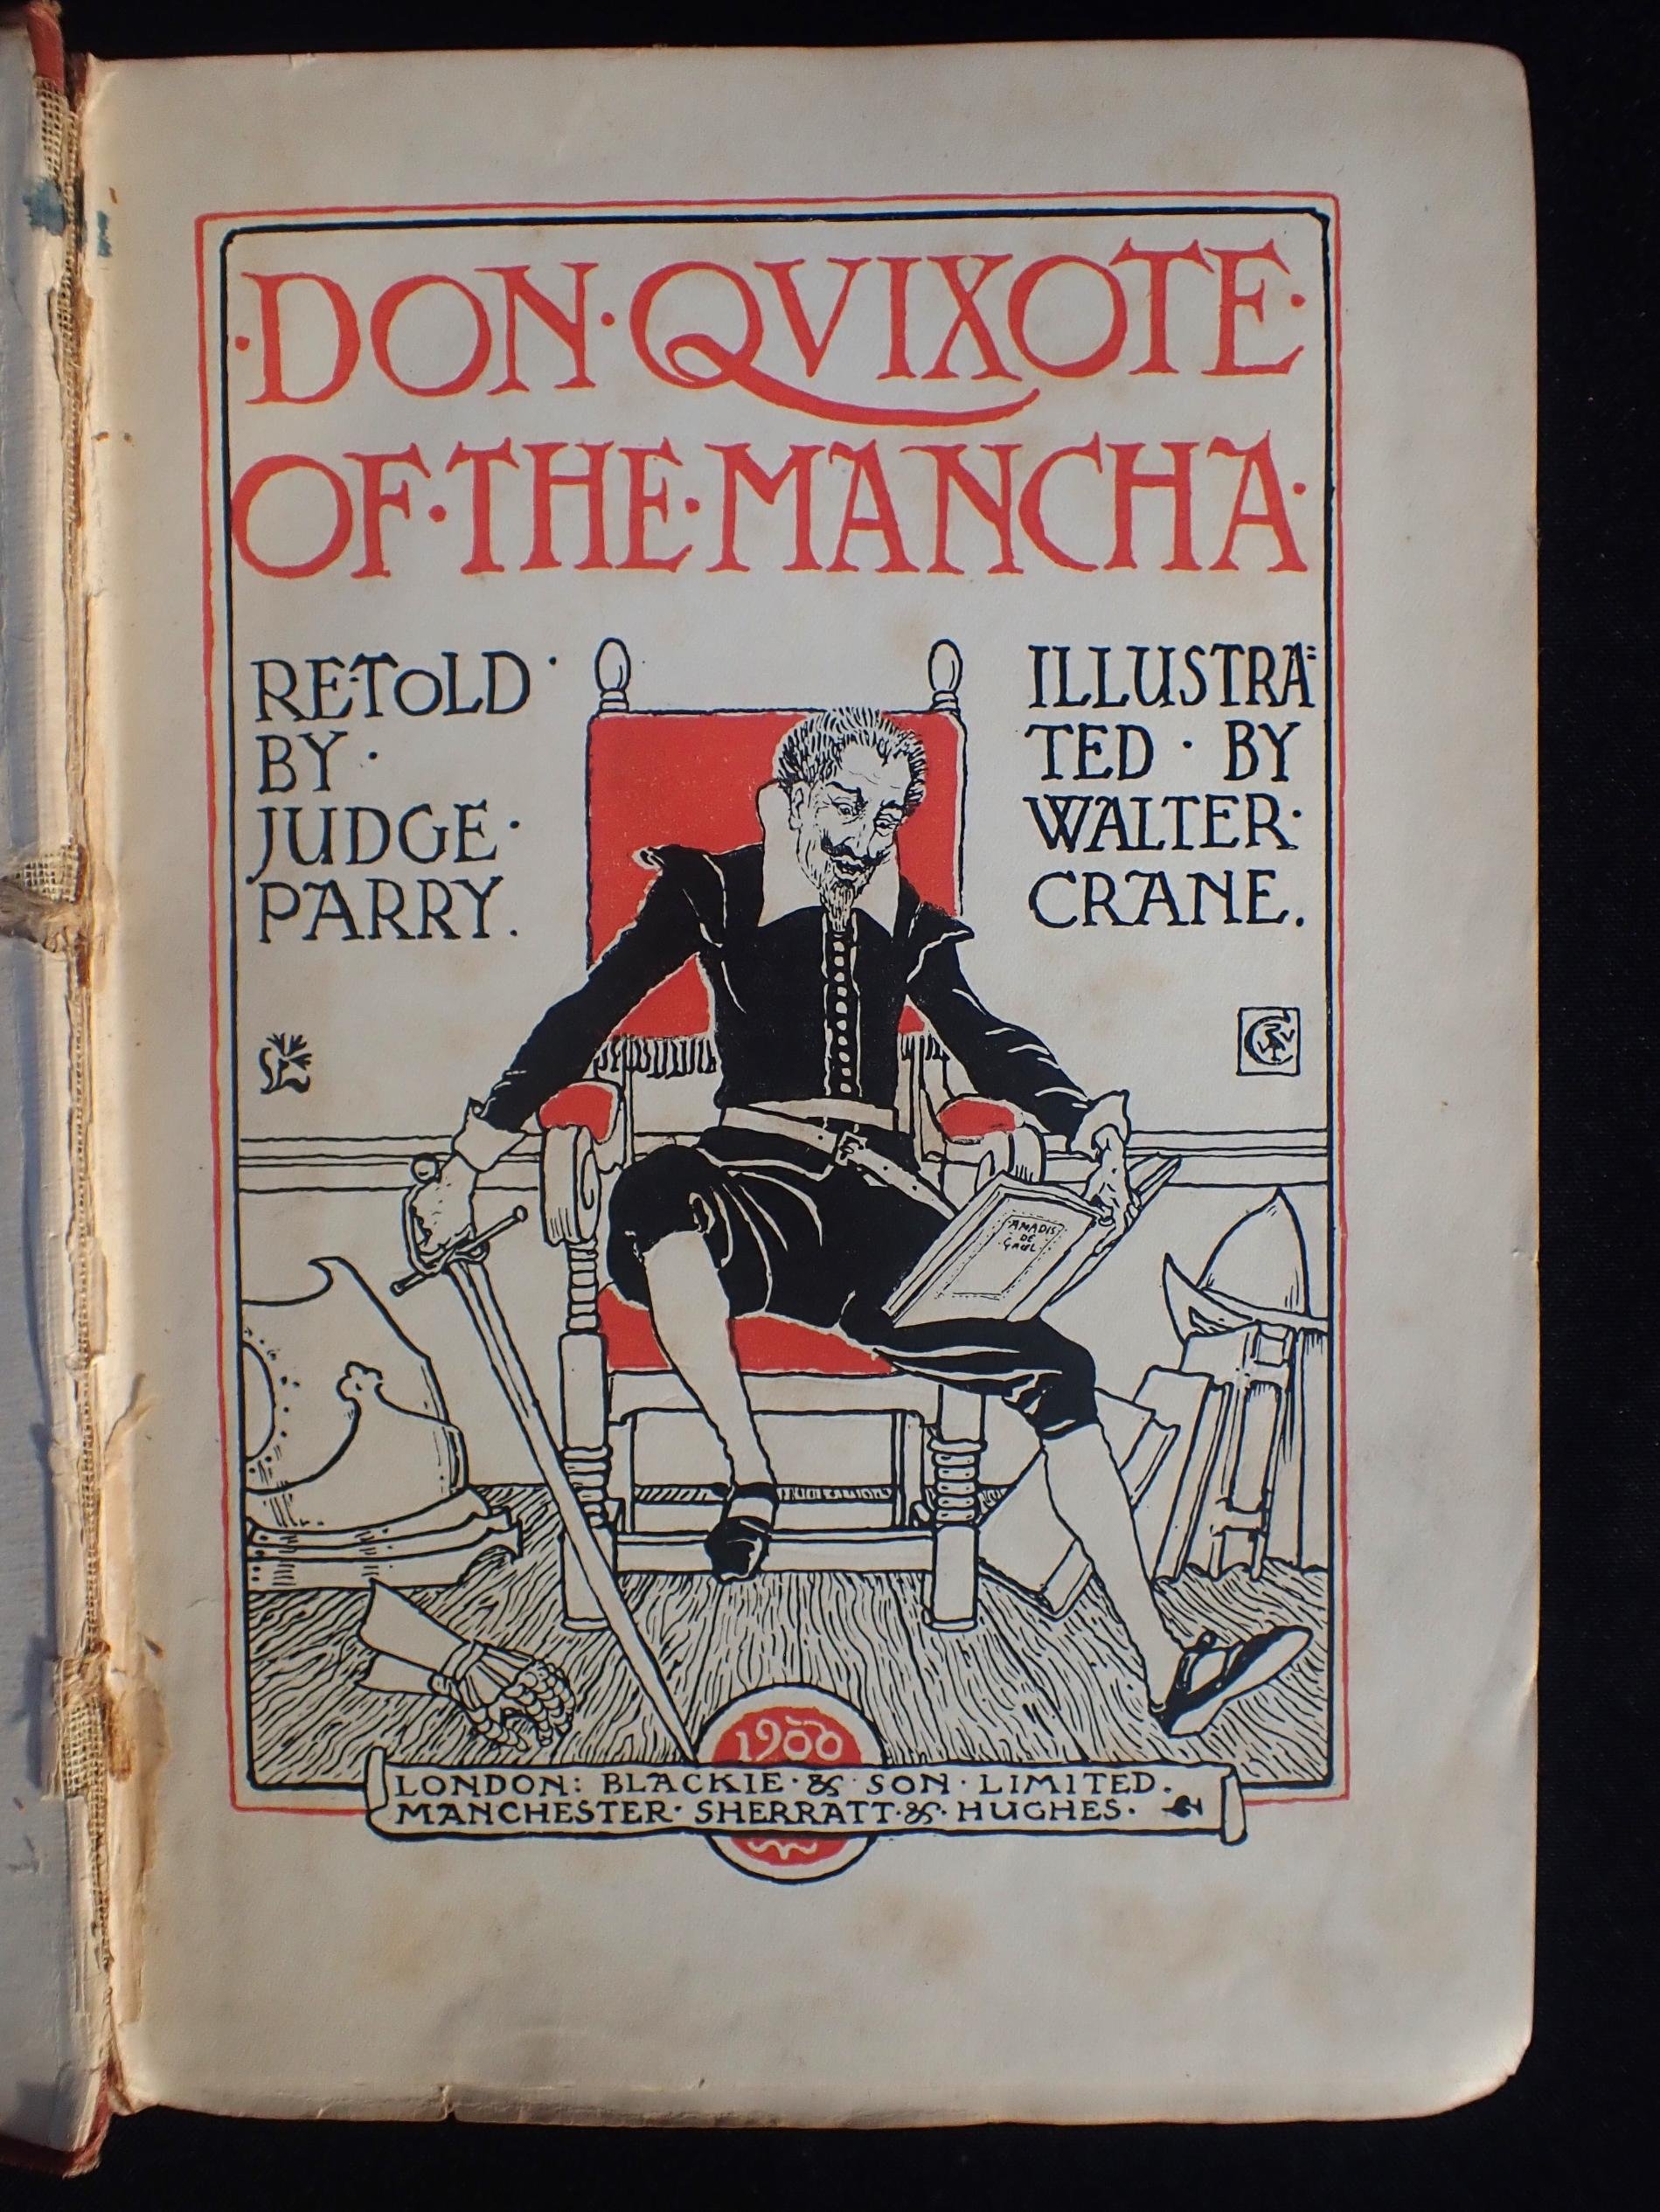 ·DON·QVIXOTE·
OF·THE·MANCHA·
RE-TOLD·
BY·
JUDGE·
PARRY.
ILLUSTRA=
TED · BY
WALTER·
CRANE.
AMADIS
DE
GAUL
1900
LONDON: BLACKIE·&·SON·LIMITED.
MANCHESTER· SHERRATT·&·HUGHES.